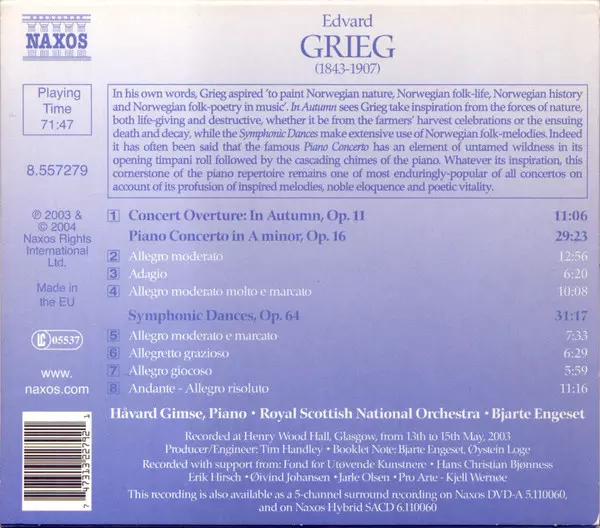 NAXOS
Edvard
GRIEG
(1843-1907)
Playing
Time
71:47
In his own words, Grieg aspired 'to paint Norwegian nature, Norwegian folk-life, Norwegian history
and Norwegian folk-poetry in music'. In Autumn sees Grieg take inspiration from the forces of nature,
both life-giving and destructive, whether it be from the farmers' harvest celebrations or the ensuing
death and decay, while the Symphonic Dances make extensive use of Norwegian folk-melodies. Indeed
it has often been said that the famous Piano Concerto has an element of untamed wildness in its
opening timpani roll followed by the cascading chimes of the piano. Whatever its inspiration, this
cornerstone of the piano repertoire remains one of most enduringly-popular of all concertos on
account of its profusion of inspired melodies, noble eloquence and poetic vitality.
8.557279
℗ 2003 &
© 2004
Naxos Rights
International
Ltd.
Made in
the EU
LC 05537
www.
naxos.com
1 Concert Overture: In Autumn, Op. 11 11:06
Piano Concerto in A minor, Op. 16 29:23
2 Allegro moderato 12:56
3 Adagio 6:20
4 Allegro moderato molto e marcato 10:08
Symphonic Dances, Op. 64 31:17
5 Allegro moderato e marcato 7:33
6 Allegretto grazioso 6:29
7 Allegro giocoso 5:59
8 Andante - Allegro risoluto 11:16
Håvard Gimse, Piano • Royal Scottish National Orchestra • Bjarte Engeset
Recorded at Henry Wood Hall, Glasgow, from 13th to 15th May, 2003
Producer/Engineer: Tim Handley • Booklet Note: Bjarte Engeset, Øystein Loge
Recorded with support from: Fond for Utøvende Kunstnere • Hans Christian Bjønness
Erik Hirsch • Øivind Johansen • Jarle Olsen • Pro Arte - Kjell Wernøe
This recording is also available as a 5-channel surround recording on Naxos DVD-A 5.110060,
and on Naxos Hybrid SACD 6.110060
7 47313 22792 1